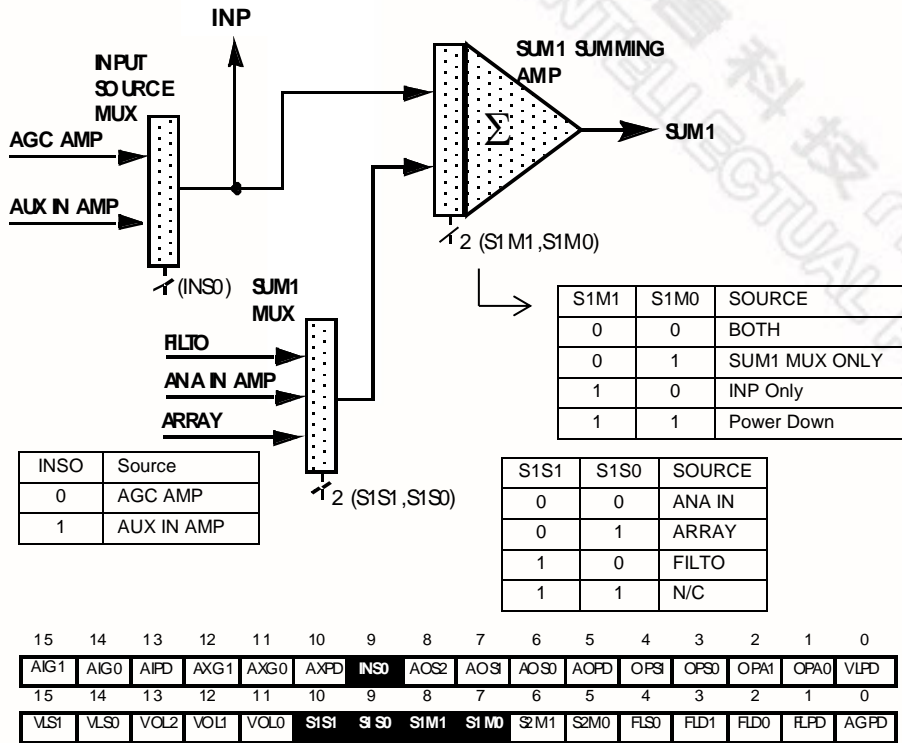 INP
INPUT
SOURCE
MUX
SUM1 SUMMING
AMP
AGC AMP
AUX IN AMP
Σ
SUM1
2 (S1M1,S1M0)
(INS0)
SUM1
MUX
FILTO
ANA IN AMP
ARRAY
2 (S1S1,S1S0)
S1M1 S1M0 SOURCE
0 0 BOTH
0 1 SUM1 MUX ONLY
1 0 INP Only
1 1 Power Down
INSO Source
0 AGC AMP
1 AUX IN AMP
S1S1 S1S0 SOURCE
0 0 ANA IN
0 1 ARRAY
1 0 FILTO
1 1 N/C
15 14 13 12 11 10 9 8 7 6 5 4 3 2 1 0
AIG1 AIG0 AIPD AXG1 AXG0 AXPD INS0 AOS2 AOS1 AOS0 AOPD OPS1 OPS0 OPA1 OPA0 VLPD
15 14 13 12 11 10 9 8 7 6 5 4 3 2 1 0
VLS1 VLS0 VOL2 VOL1 VOL0 S1S1 S1S0 S1M1 S1M0 S2M1 S2M0 FLS0 FLD1 FLD0 FLPD AGPD
科技
INTELLECTUAL